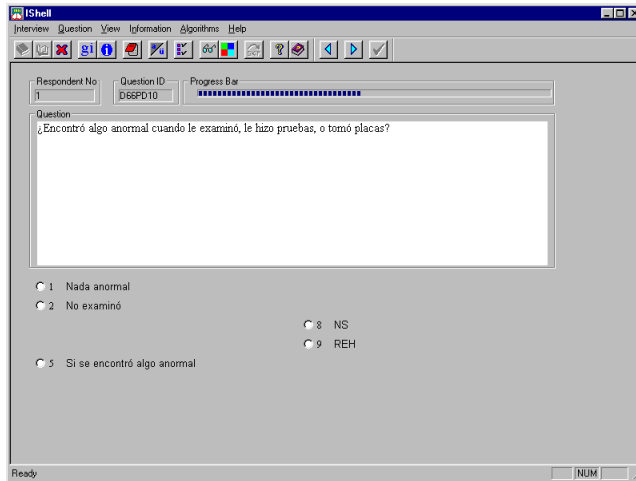 IShell
Interview Question View Information Algorithms Help
gi
DKT
Respondent No
1
Question ID
D66PD10
Progress Bar
Question
¿Encontró algo anormal cuando le examinó, le hizo pruebas, o tomó placas?
1 Nada anormal
2 No examinó
8 NS
9 REH
5 Si se encontró algo anormal
Ready
NUM